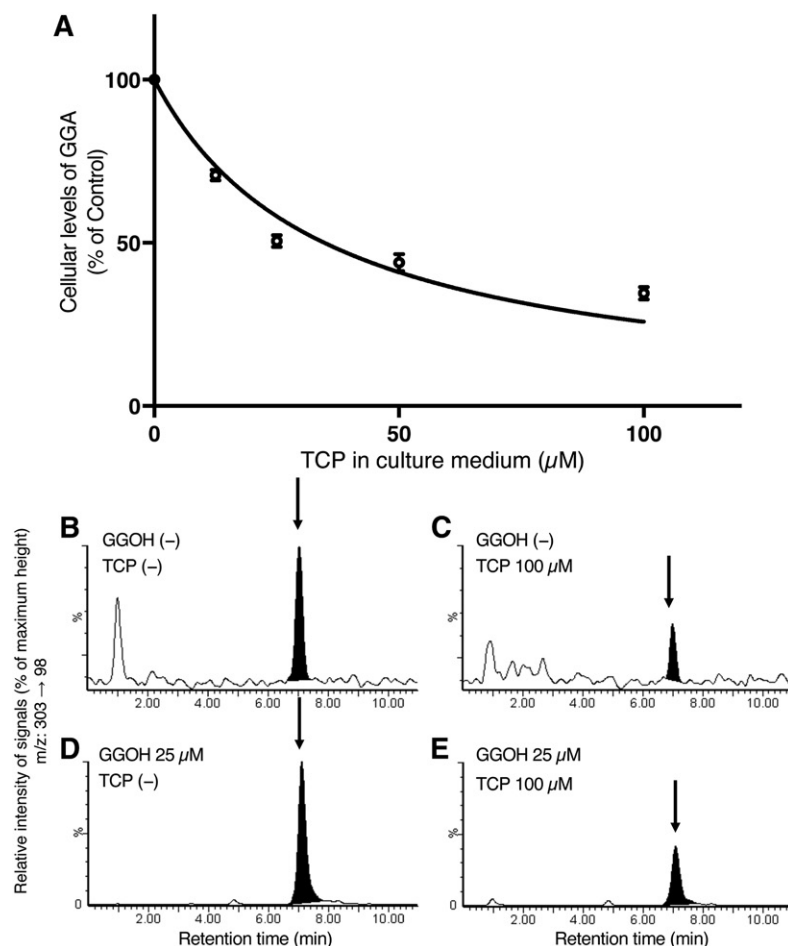 A
100
50
0
Cellular levels of GGA
(% of Control)
0
50
100
TCP in culture medium (µM)
Relative intensity of signals (% of maximum height)
m/z: 303 → 98
B
GGOH (–)
TCP (–)
%
2.00 4.00 6.00 8.00 10.00
C
GGOH (–)
TCP 100 µM
%
2.00 4.00 6.00 8.00 10.00
D
GGOH 25 µM
TCP (–)
%
0
2.00 4.00 6.00 8.00 10.00
Retention time (min)
E
GGOH 25 µM
TCP 100 µM
%
0
2.00 4.00 6.00 8.00 10.00
Retention time (min)